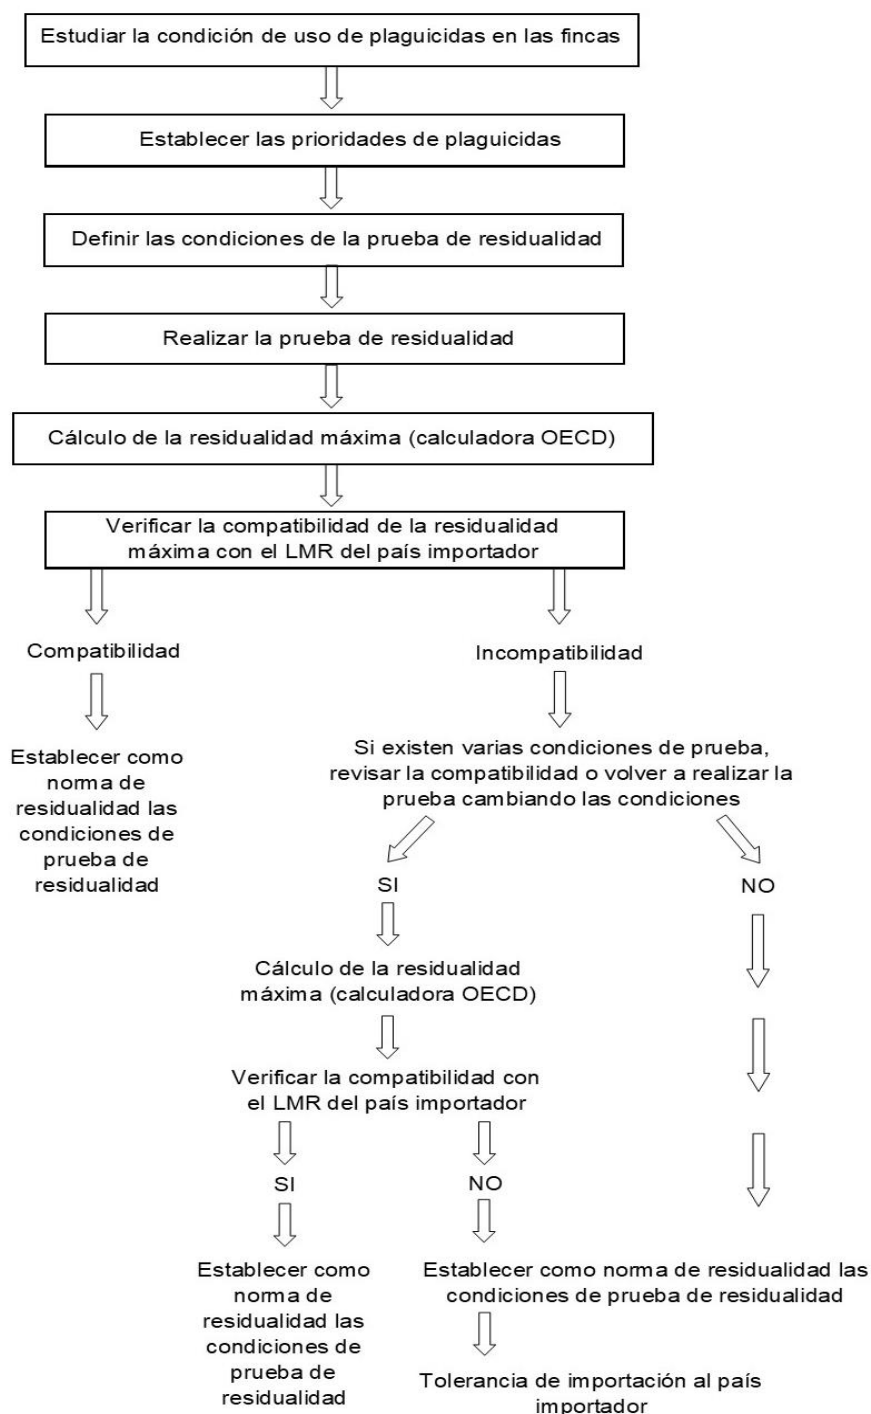 Estudiar la condición de uso de plaguicidas en las fincas
Establecer las prioridades de plaguicidas
Definir las condiciones de la prueba de residualidad
Realizar la prueba de residualidad
Cálculo de la residualidad máxima (calculadora OECD)
Verificar la compatibilidad de la residualidad
máxima con el LMR del país importador
Compatibilidad
Incompatibilidad
Establecer como
norma de
residualidad las
condiciones de
prueba de
residualidad
Si existen varias condiciones de prueba,
revisar la compatibilidad o volver a realizar la
prueba cambiando las condiciones
SI
NO
Cálculo de la residualidad
máxima (calculadora OECD)
Verificar la compatibilidad con
el LMR del país importador
SI
NO
Establecer como
norma de
residualidad las
condiciones de
prueba de
residualidad
Establecer como norma de residualidad las
condiciones de prueba de residualidad
Tolerancia de importación al país
importador